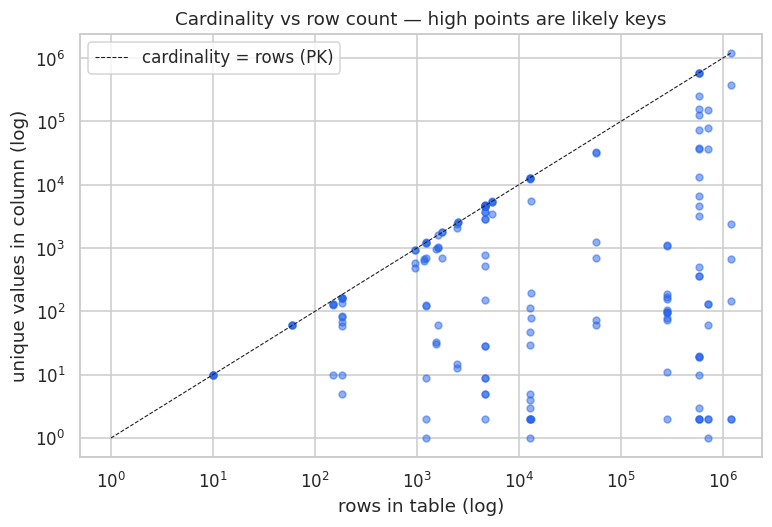 Cardinality vs row count — high points are likely keys
cardinality = rows (PK)
unique values in column (log)
10⁶
10⁵
10⁴
10³
10²
10¹
10⁰
10⁰ 10¹ 10² 10³ 10⁴ 10⁵ 10⁶
rows in table (log)